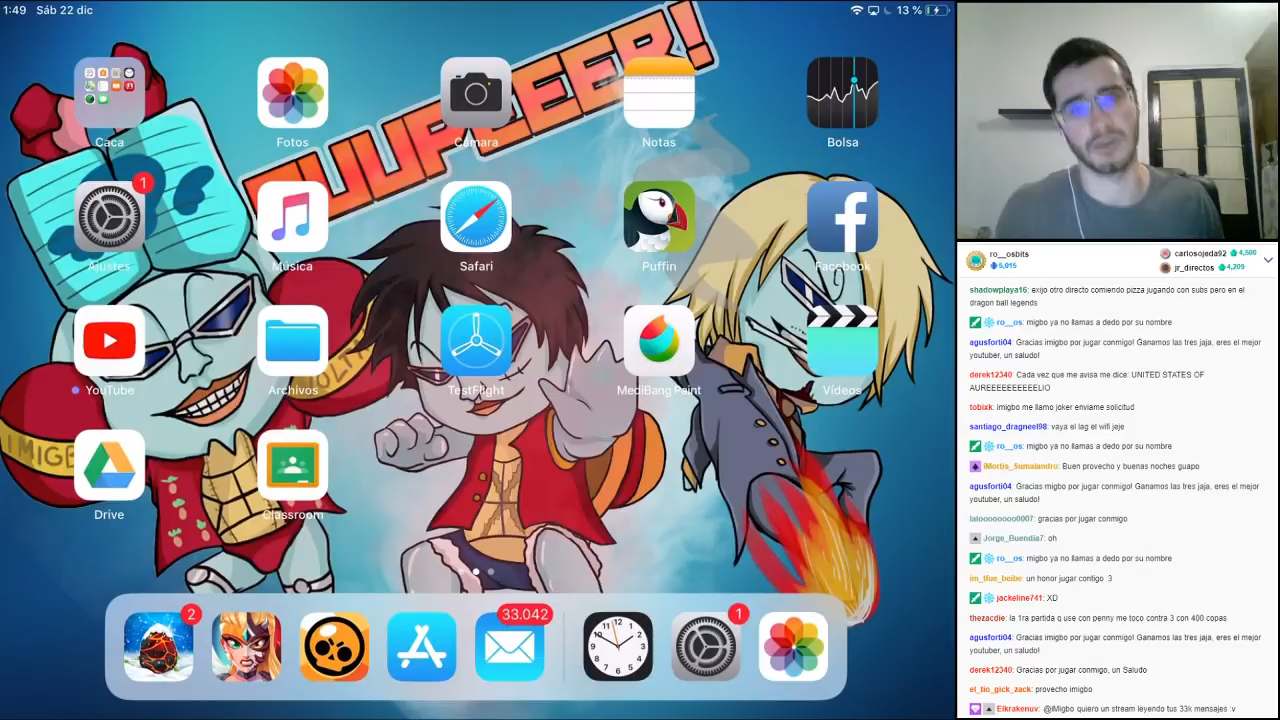 1:49 Sáb 22 dic
13 %
UUUPEEER!
Caca
Fotos
Cámara
Notas
Bolsa
1
Ajustes
Música
Safari
Puffin
Facebook
YouTube
Archivos
TestFlight
MediBang Paint
Vídeos
IMIGB
Drive
Classroom
2
33.042
1
ro__osbits
5,015
carlosojeda92 4,500
jr_directos 4,209
shadowplaya16: exijo otro directo comiendo pizza jugando con subs pero en el
dragon ball legends
ro__os: migbo ya no llamas a dedo por su nombre
agusforti04: Gracias imigbo por jugar conmigo! Ganamos las tres jaja, eres el mejor
youtuber, un saludo!
derek12340: Cada vez que me avisa me dice: UNITED STATES OF
AUREEEEEEEEELIO
tobixk: imigbo me llamo joker enviame solicitud
santiago_dragneel98: vaya el lag el wifi jeje
ro__os: migbo ya no llamas a dedo por su nombre
iMortis_5umaiandro: Buen provecho y buenas noches guapo
agusforti04: Gracias migbo por jugar conmigo! Ganamos las tres jaja, eres el mejor
youtuber, un saludo!
laloooooooo0007: gracias por jugar conmigo
Jorge_Buendia7: oh
ro__os: migbo ya no llamas a dedo por su nombre
im_tfue_beibe: un honor jugar contigo :3
jackeline741: XD
thezacdie: la 1ra partida q use con penny me toco contra 3 con 400 copas
agusforti04: Gracias imigbo por jugar conmigo! Ganamos las tres jaja, eres el mejor
youtuber, un saludo!
derek12340: Gracias por jugar conmigo, un Saludo
el_tio_gick_zack: provecho imigbo
Elkrakenuv: @iMigbo quiero un stream leyendo tus 33k mensajes :v